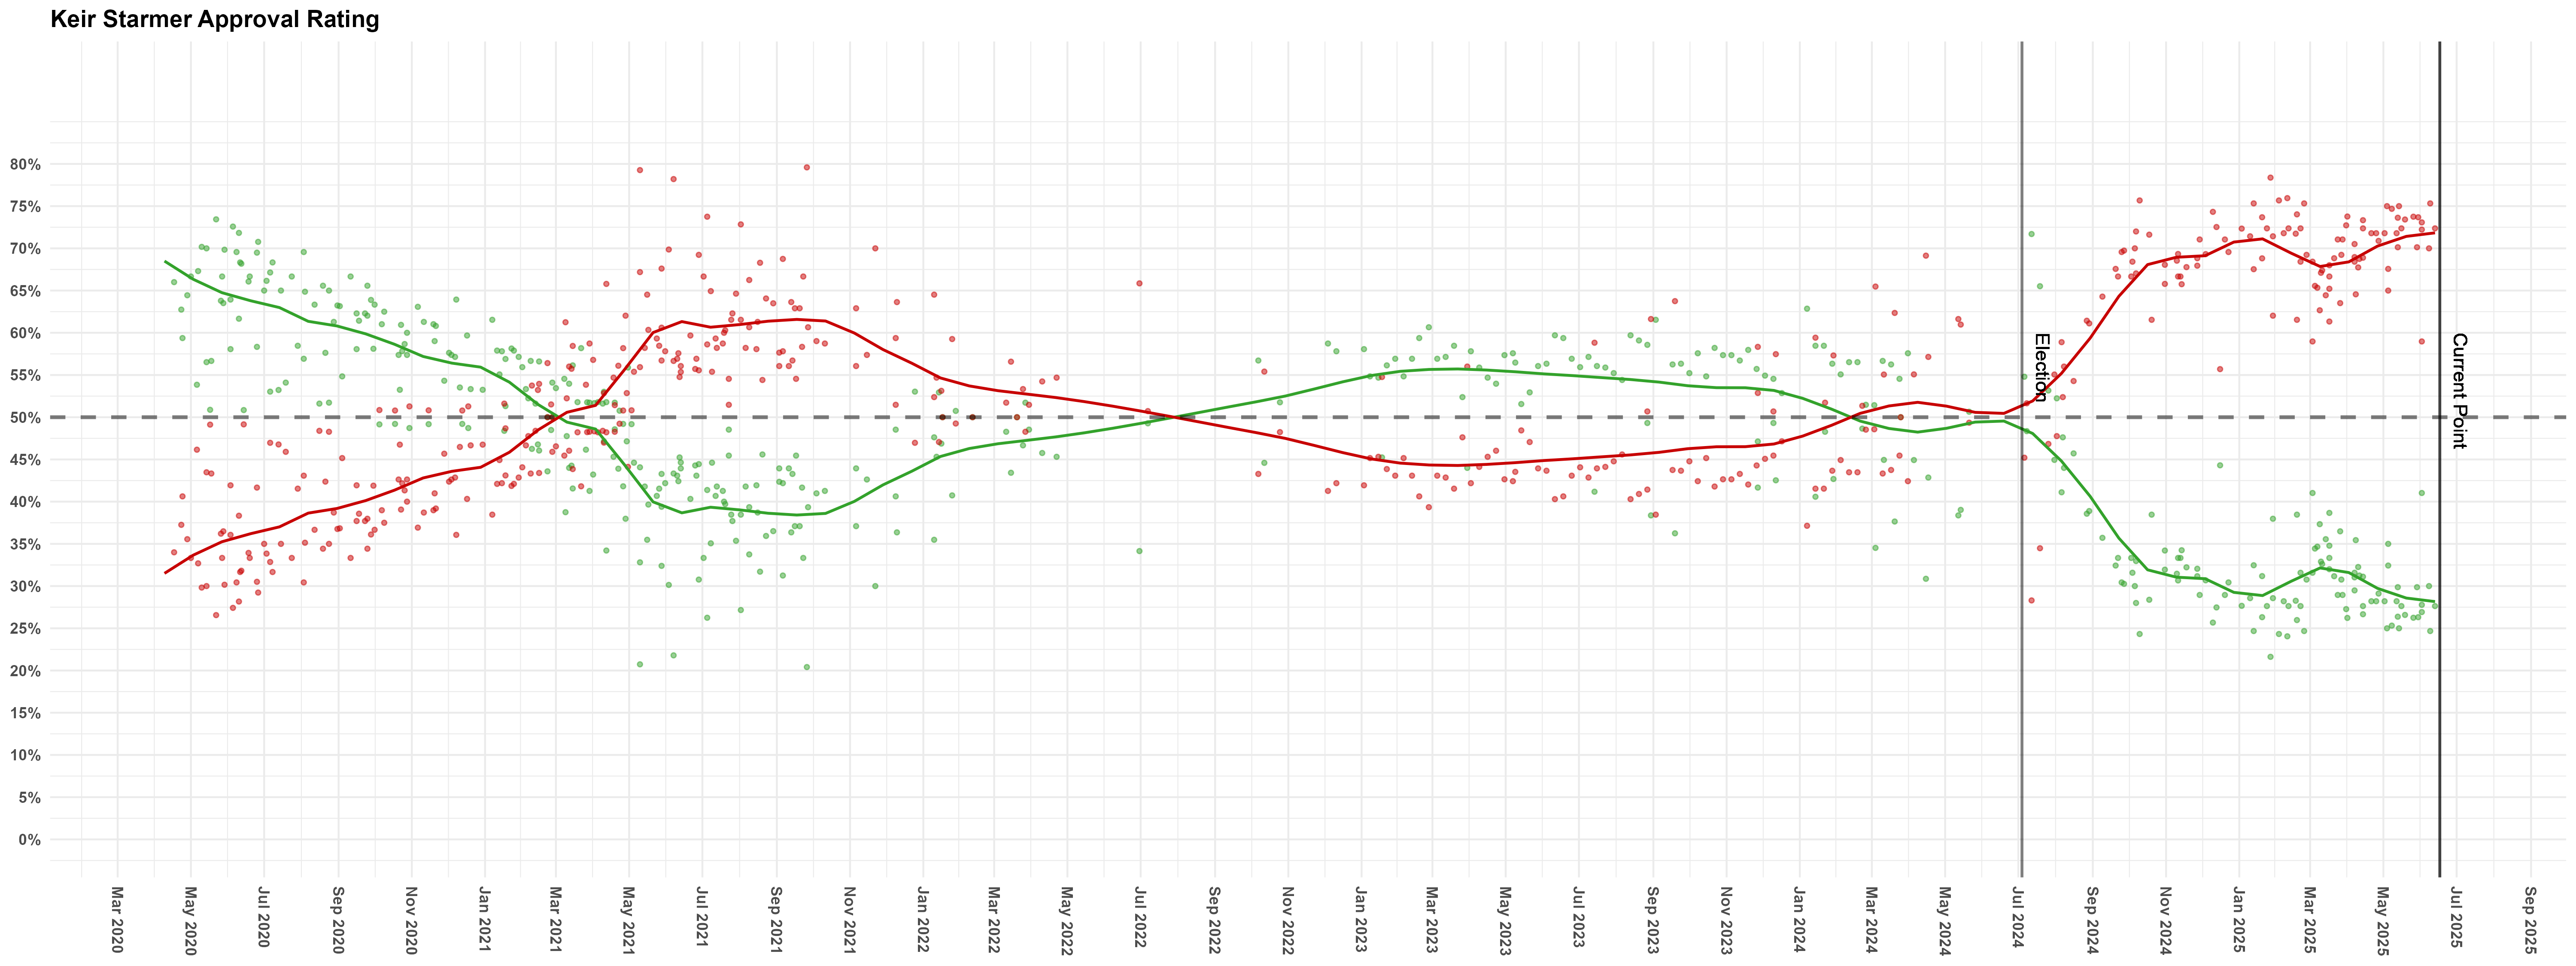 Keir Starmer Approval Rating
80%
75%
70%
65%
60%
55%
50%
45%
40%
35%
30%
25%
20%
15%
10%
5%
0%
Election
Current Point
Mar 2020
May 2020
Jul 2020
Sep 2020
Nov 2020
Jan 2021
Mar 2021
May 2021
Jul 2021
Sep 2021
Nov 2021
Jan 2022
Mar 2022
May 2022
Jul 2022
Sep 2022
Nov 2022
Jan 2023
Mar 2023
May 2023
Jul 2023
Sep 2023
Nov 2023
Jan 2024
Mar 2024
May 2024
Jul 2024
Sep 2024
Nov 2024
Jan 2025
Mar 2025
May 2025
Jul 2025
Sep 2025